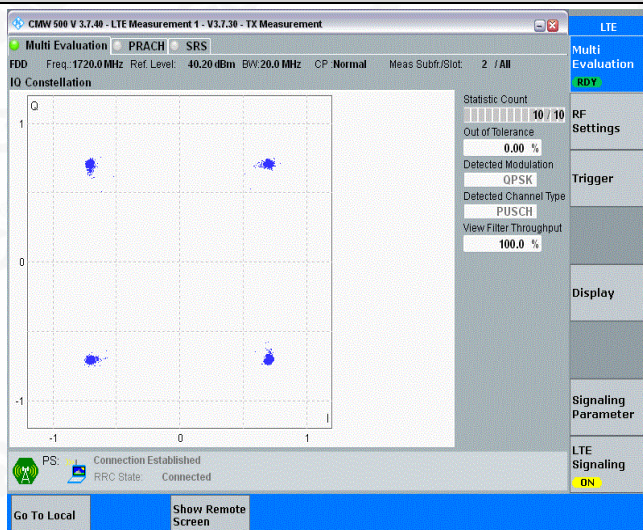 CMW 500 V 3.7.40 - LTE Measurement 1 - V3.7.30 - TX Measurement
LTE
Multi Evaluation PRACH SRS
Multi
Evaluation
RDY
FDD Freq.:1720.0 MHz Ref. Level: 40.20 dBm BW:20.0 MHz CP :Normal Meas Subfr./Slot: 2 / All
IQ Constellation
Statistic Count
10 / 10
Out of Tolerance
0.00 %
Detected Modulation
QPSK
Detected Channel Type
PUSCH
View Filter Throughput
100.0 %
RF
Settings
Trigger
Display
Signaling
Parameter
LTE
Signaling
ON
Q
1
0
-1
I
-1 0 1
PS: Connection Established
RRC State: Connected
Go To Local
Show Remote
Screen